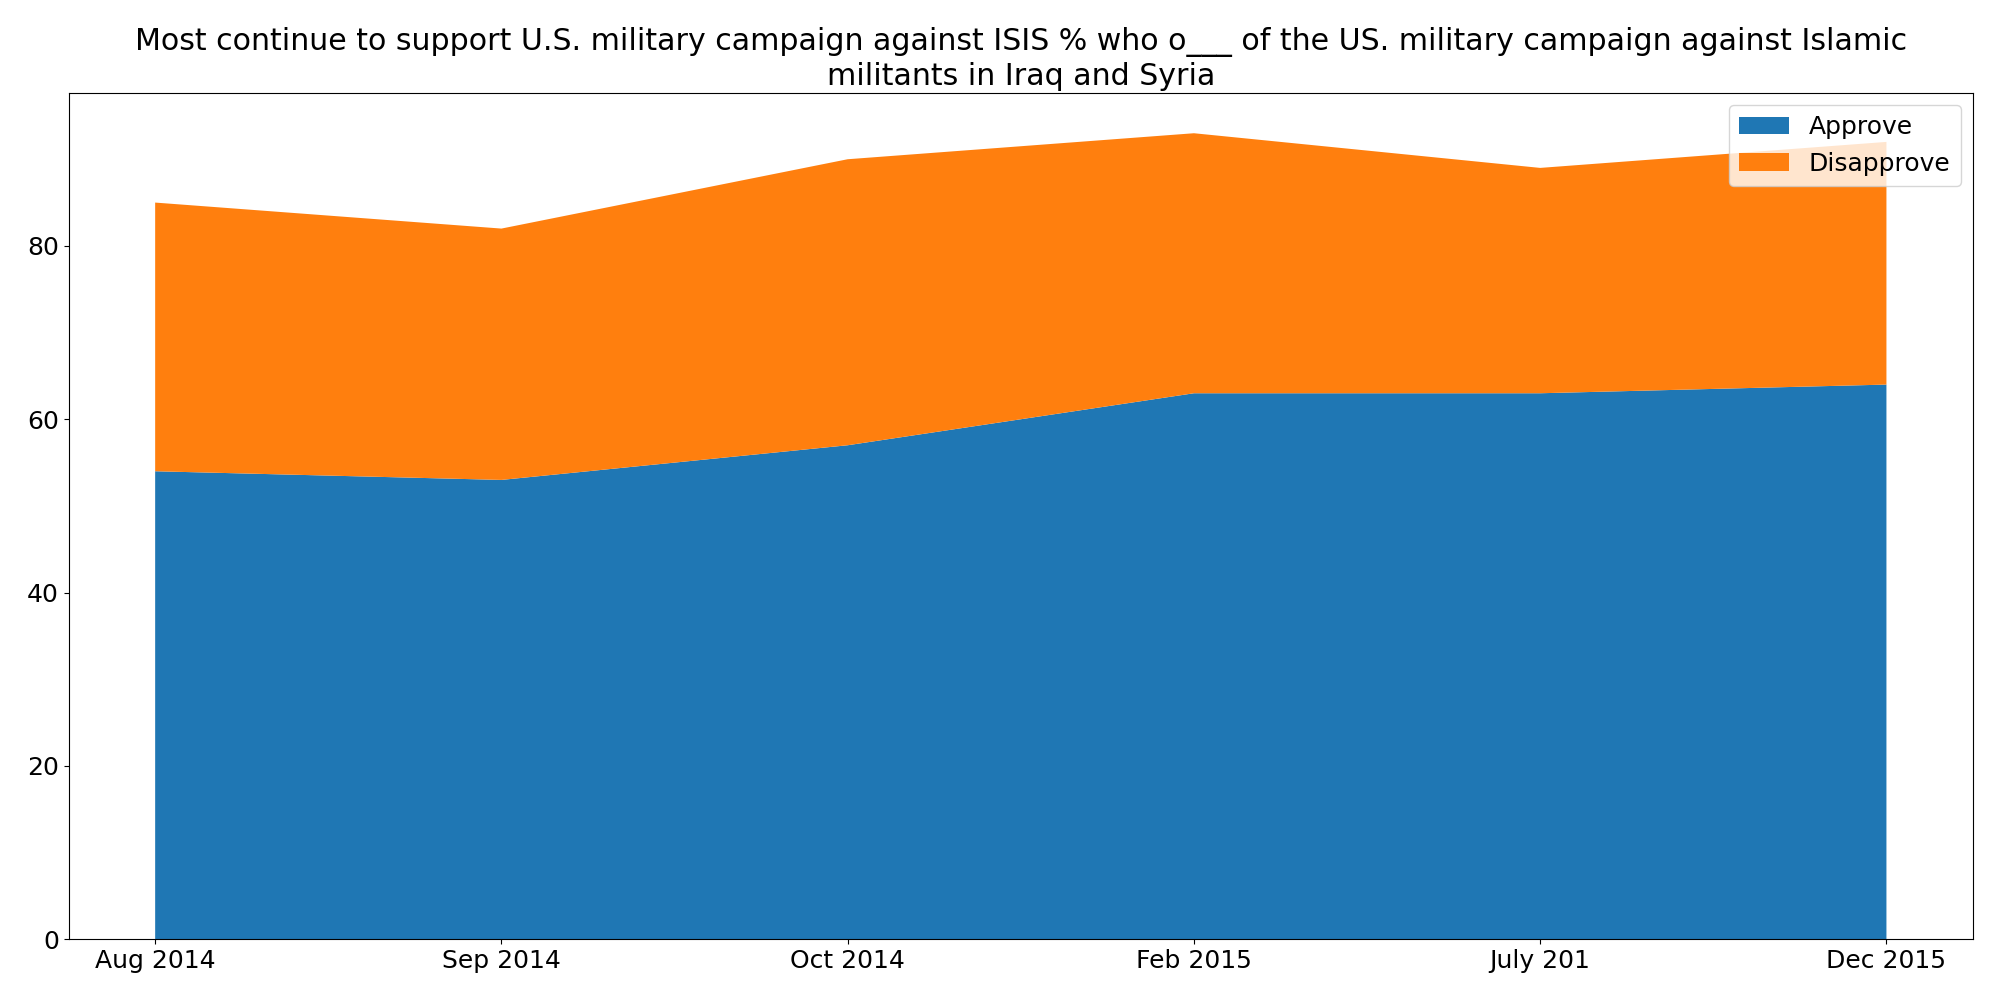 Most continue to support U.S. military campaign against ISIS % who o___ of the US. military campaign against Islamic
militants in Iraq and Syria
Approve
Disapprove
80
60
40
20
0
Aug 2014 Sep 2014 Oct 2014 Feb 2015 July 201 Dec 2015